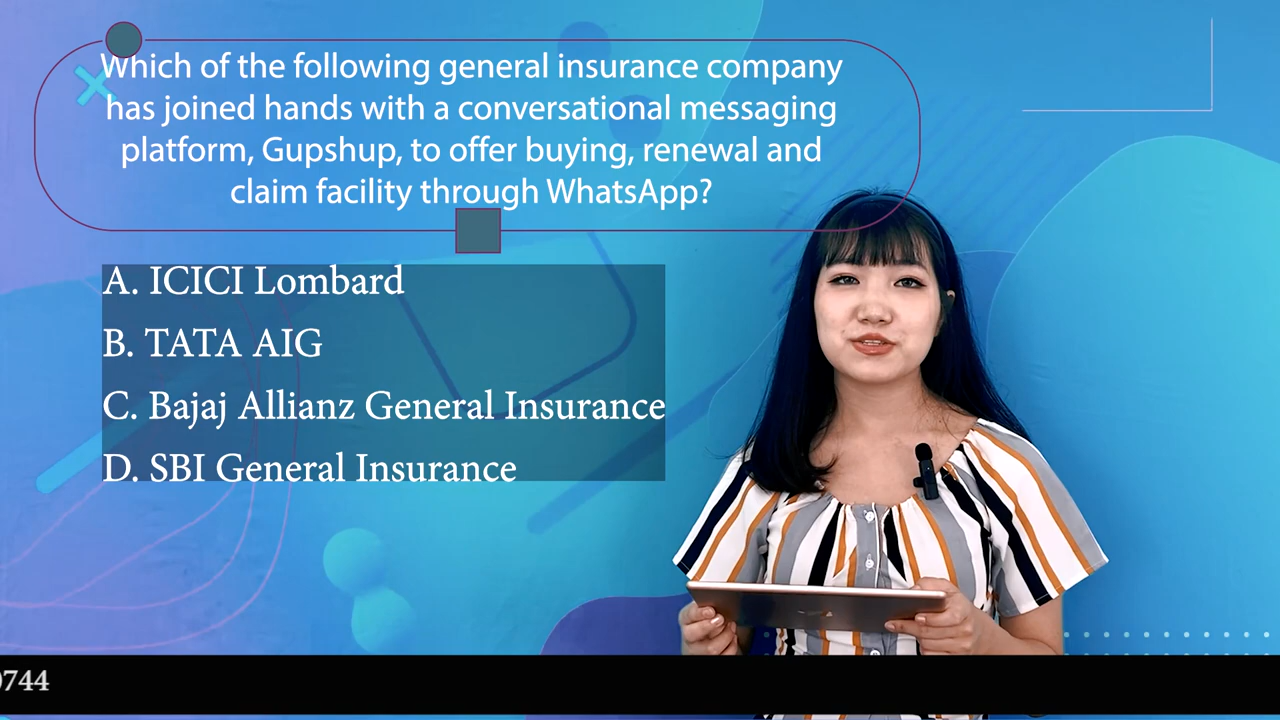 Which of the following general insurance company
has joined hands with a conversational messaging
platform, Gupshup, to offer buying, renewal and
claim facility through WhatsApp?
A. ICICI Lombard
B. TATA AIG
C. Bajaj Allianz General Insurance
D. SBI General Insurance
0744